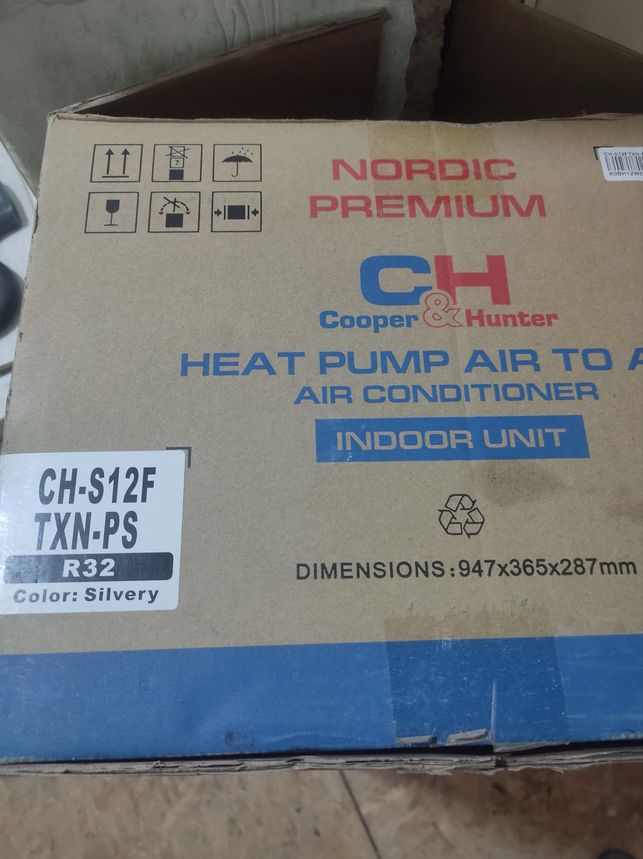 NORDIC
PREMIUM
CH
Cooper & Hunter
HEAT PUMP AIR TO
AIR CONDITIONER
INDOOR UNIT
CH-S12F
TXN-PS
R32
Color: Silvery
DIMENSIONS:947x365x287mm